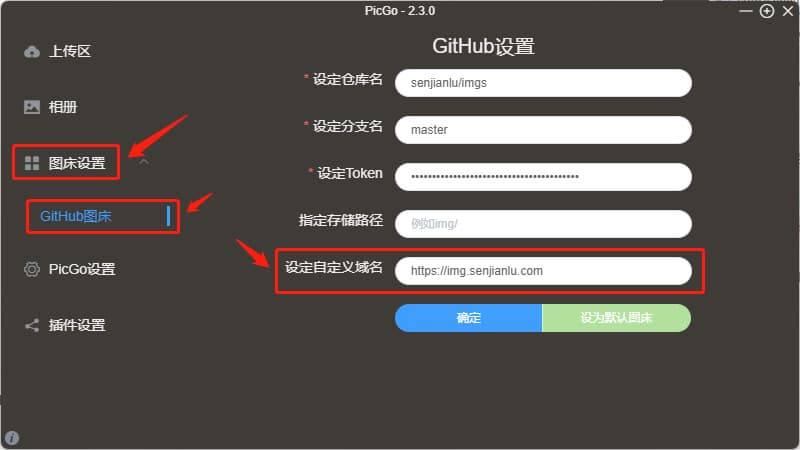 PicGo - 2.3.0
上传区
相册
图床设置
GitHub图床
PicGo设置
插件设置
GitHub设置
* 设定仓库名 senjianlu/imgs
* 设定分支名 master
* 设定Token ••••••••••••••••••••••••••••••••••••••••
指定存储路径 例如img/
设定自定义域名 https://img.senjianlu.com
确定 设为默认图床